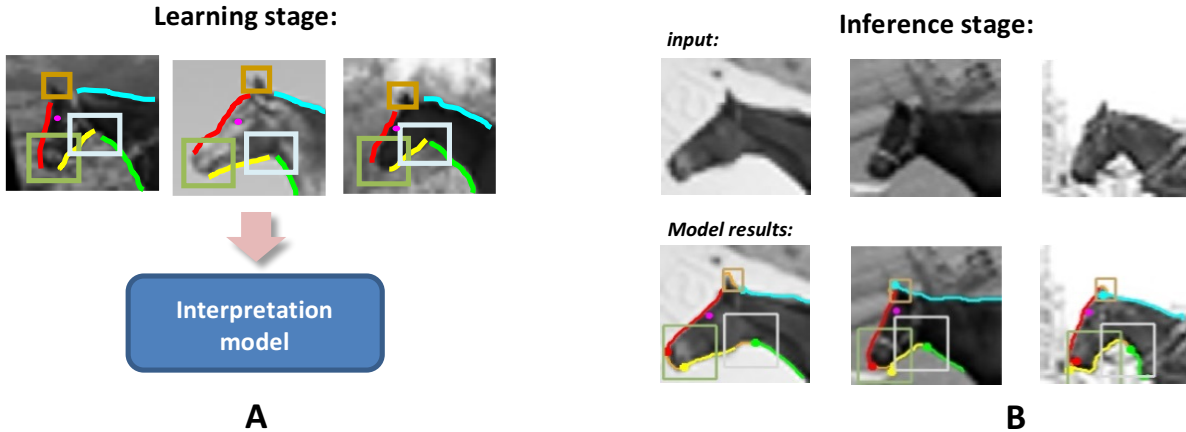 Learning stage:
Interpretation
model
A
Inference stage:
input:
Model results:
B